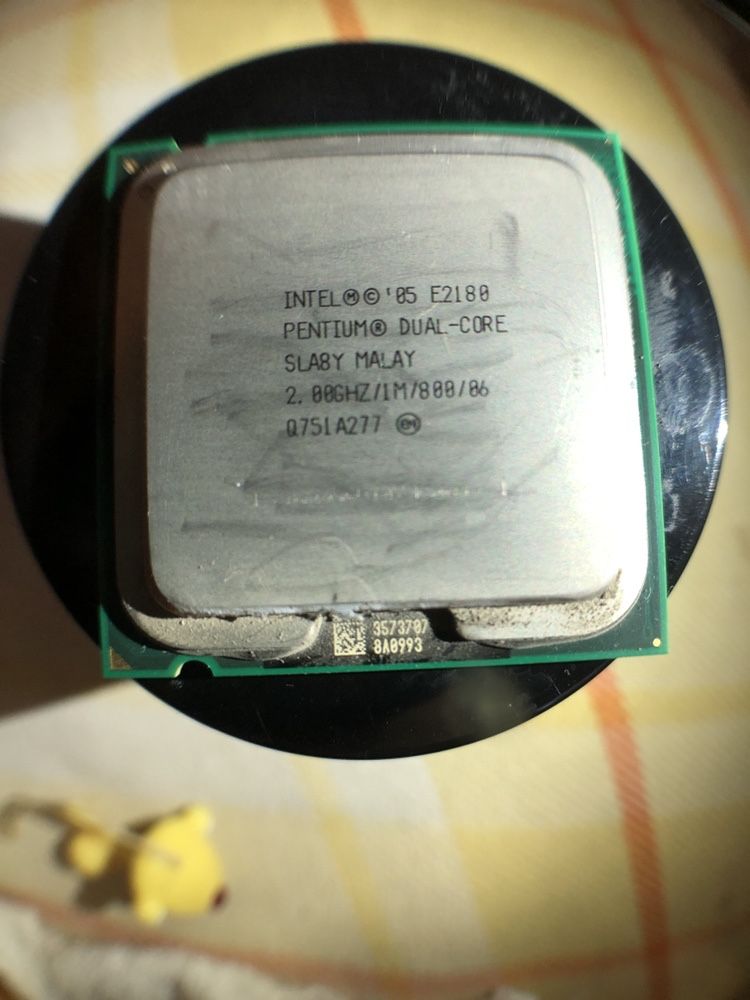 INTEL Ⓜ © '05 E2180
PENTIUM® DUAL-CORE
SLA8Y MALAY
2.00GHZ/1M/800/06
Q751A277 ⓔ
3573707
8A0993